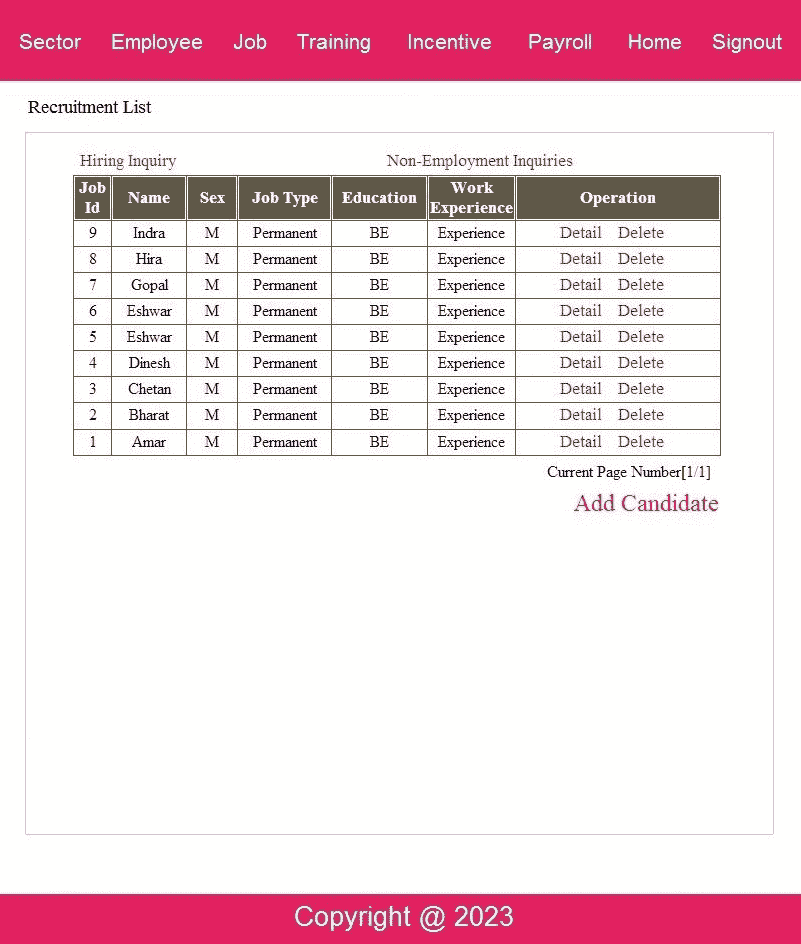 Sector Employee Job Training Incentive Payroll Home Signout
Recruitment List
Hiring Inquiry Non-Employment Inquiries
Job Id Name Sex Job Type Education Work Experience Operation
9 Indra M Permanent BE Experience Detail Delete
8 Hira M Permanent BE Experience Detail Delete
7 Gopal M Permanent BE Experience Detail Delete
6 Eshwar M Permanent BE Experience Detail Delete
5 Eshwar M Permanent BE Experience Detail Delete
4 Dinesh M Permanent BE Experience Detail Delete
3 Chetan M Permanent BE Experience Detail Delete
2 Bharat M Permanent BE Experience Detail Delete
1 Amar M Permanent BE Experience Detail Delete
Current Page Number[1/1]
Add Candidate
Copyright @ 2023